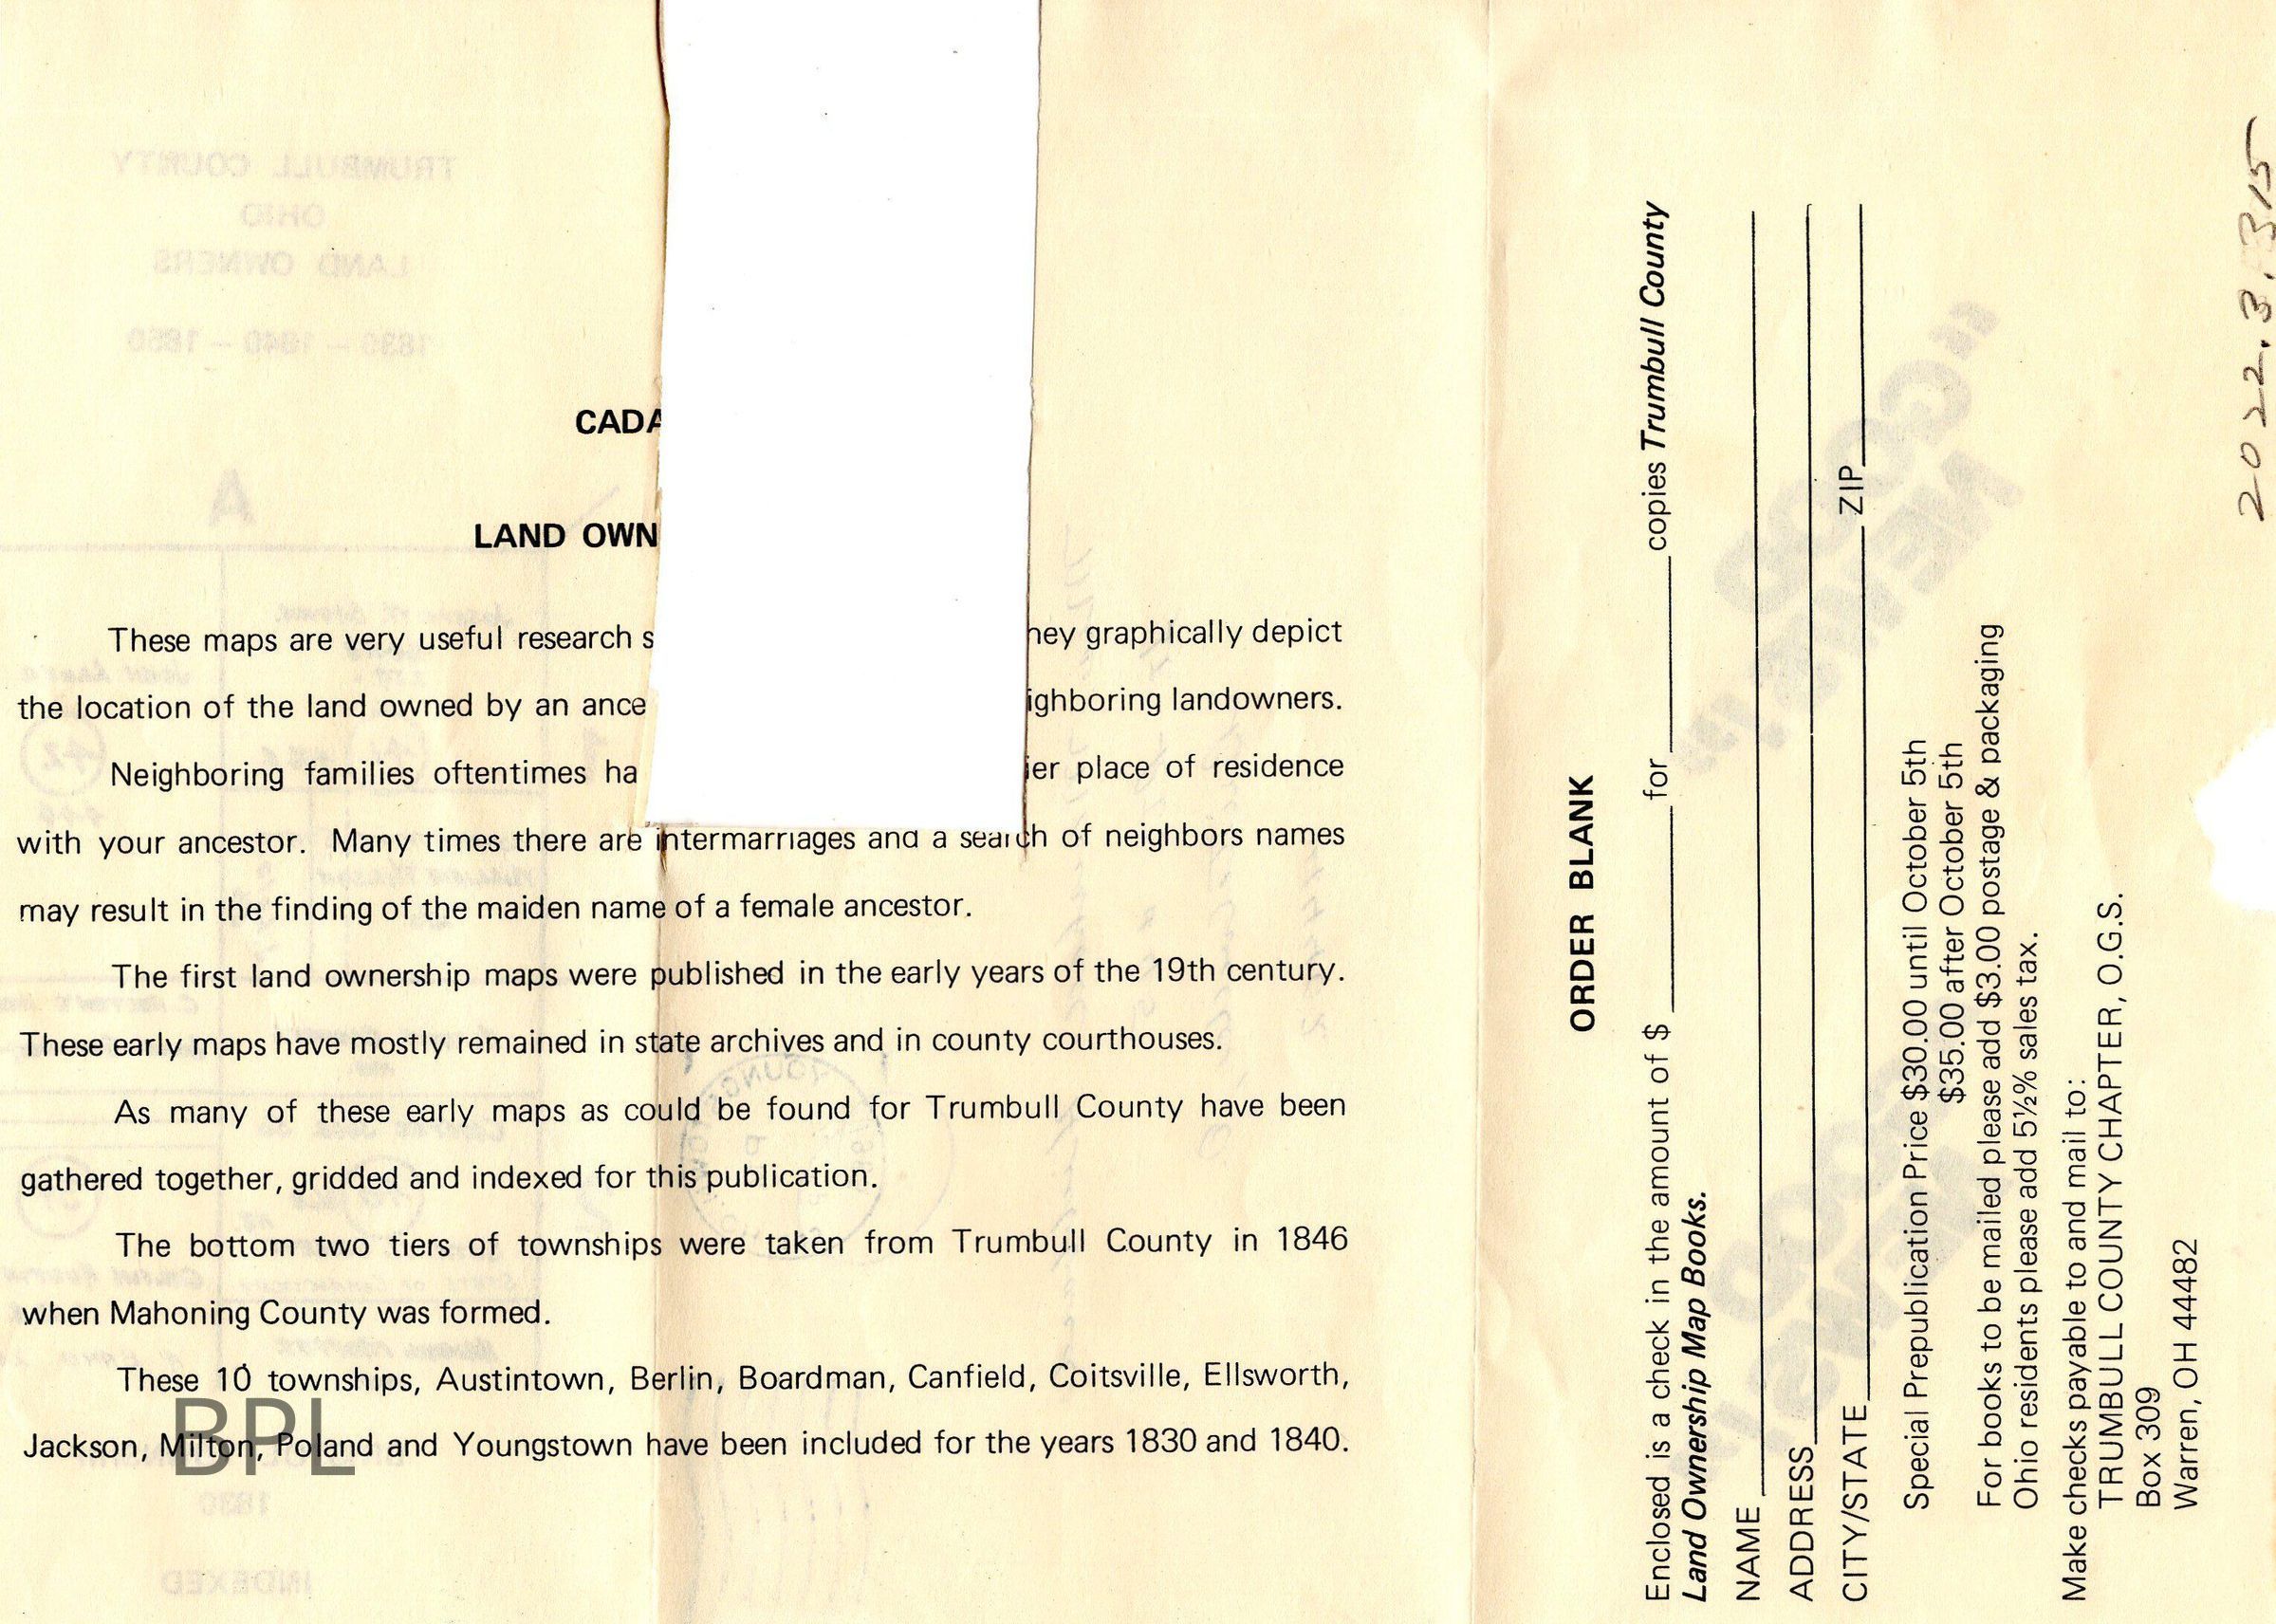 CADA
LAND OWN
These maps are very useful research s hey graphically depict
the location of the land owned by an ance ighboring landowners.
Neighboring families oftentimes ha ier place of residence
with your ancestor. Many times there are intermarriages and a search of neighbors names
may result in the finding of the maiden name of a female ancestor.
The first land ownership maps were published in the early years of the 19th century.
These early maps have mostly remained in state archives and in county courthouses.
As many of these early maps as could be found for Trumbull County have been
gathered together, gridded and indexed for this publication.
The bottom two tiers of townships were taken from Trumbull County in 1846
when Mahoning County was formed.
These 10 townships, Austintown, Berlin, Boardman, Canfield, Coitsville, Ellsworth,
Jackson, Milton, Poland and Youngstown have been included for the years 1830 and 1840.
BPL
ORDER BLANK
Enclosed is a check in the amount of $ for copies Trumbull County
Land Ownership Map Books.
NAME
ADDRESS
CITY/STATE ZIP
Special Prepublication Price $30.00 until October 5th
$35.00 after October 5th
For books to be mailed please add $3.00 postage & packaging
Ohio residents please add 5½% sales tax.
Make checks payable to and mail to:
TRUMBULL COUNTY CHAPTER, O.G.S.
Box 309
Warren, OH 44482
2022.3.315
TRUMBULL COUNTY
OHIO
LAND OWNERS
1830 – 1840 – 1850
A
1830
INDEXED